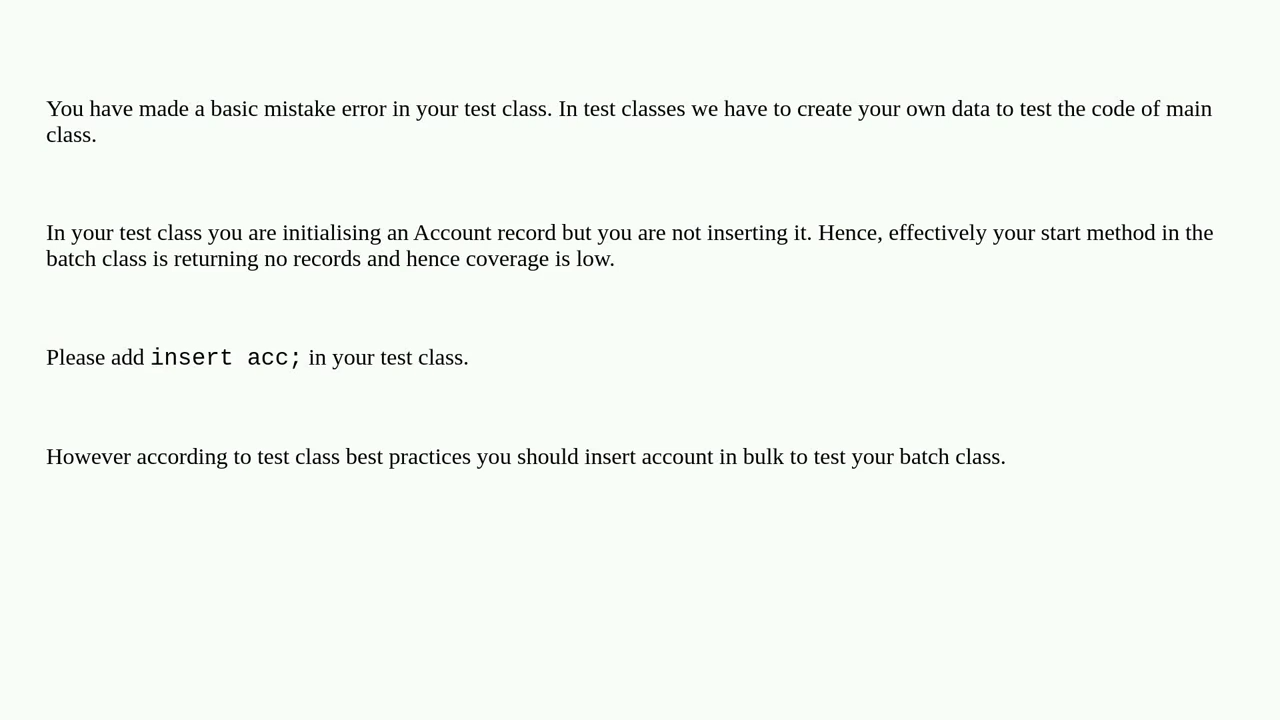 You have made a basic mistake error in your test class. In test classes we have to create your own data to test the code of main
class.
In your test class you are initialising an Account record but you are not inserting it. Hence, effectively your start method in the
batch class is returning no records and hence coverage is low.
Please add insert acc; in your test class.
However according to test class best practices you should insert account in bulk to test your batch class.